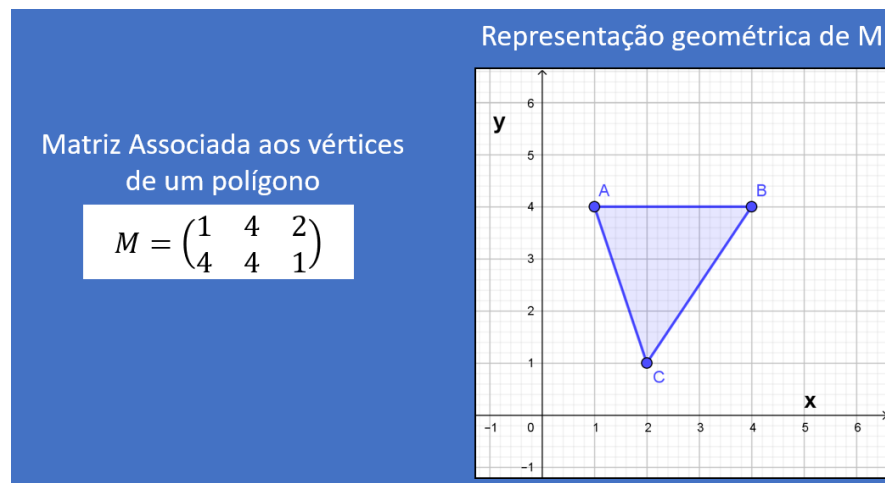 Representação geométrica de M
Matriz Associada aos vértices
de um polígono
M = (1 4 2
4 4 1)
y
6
5
4
3
2
1
-1
A
B
C
x
-1 0 1 2 3 4 5 6